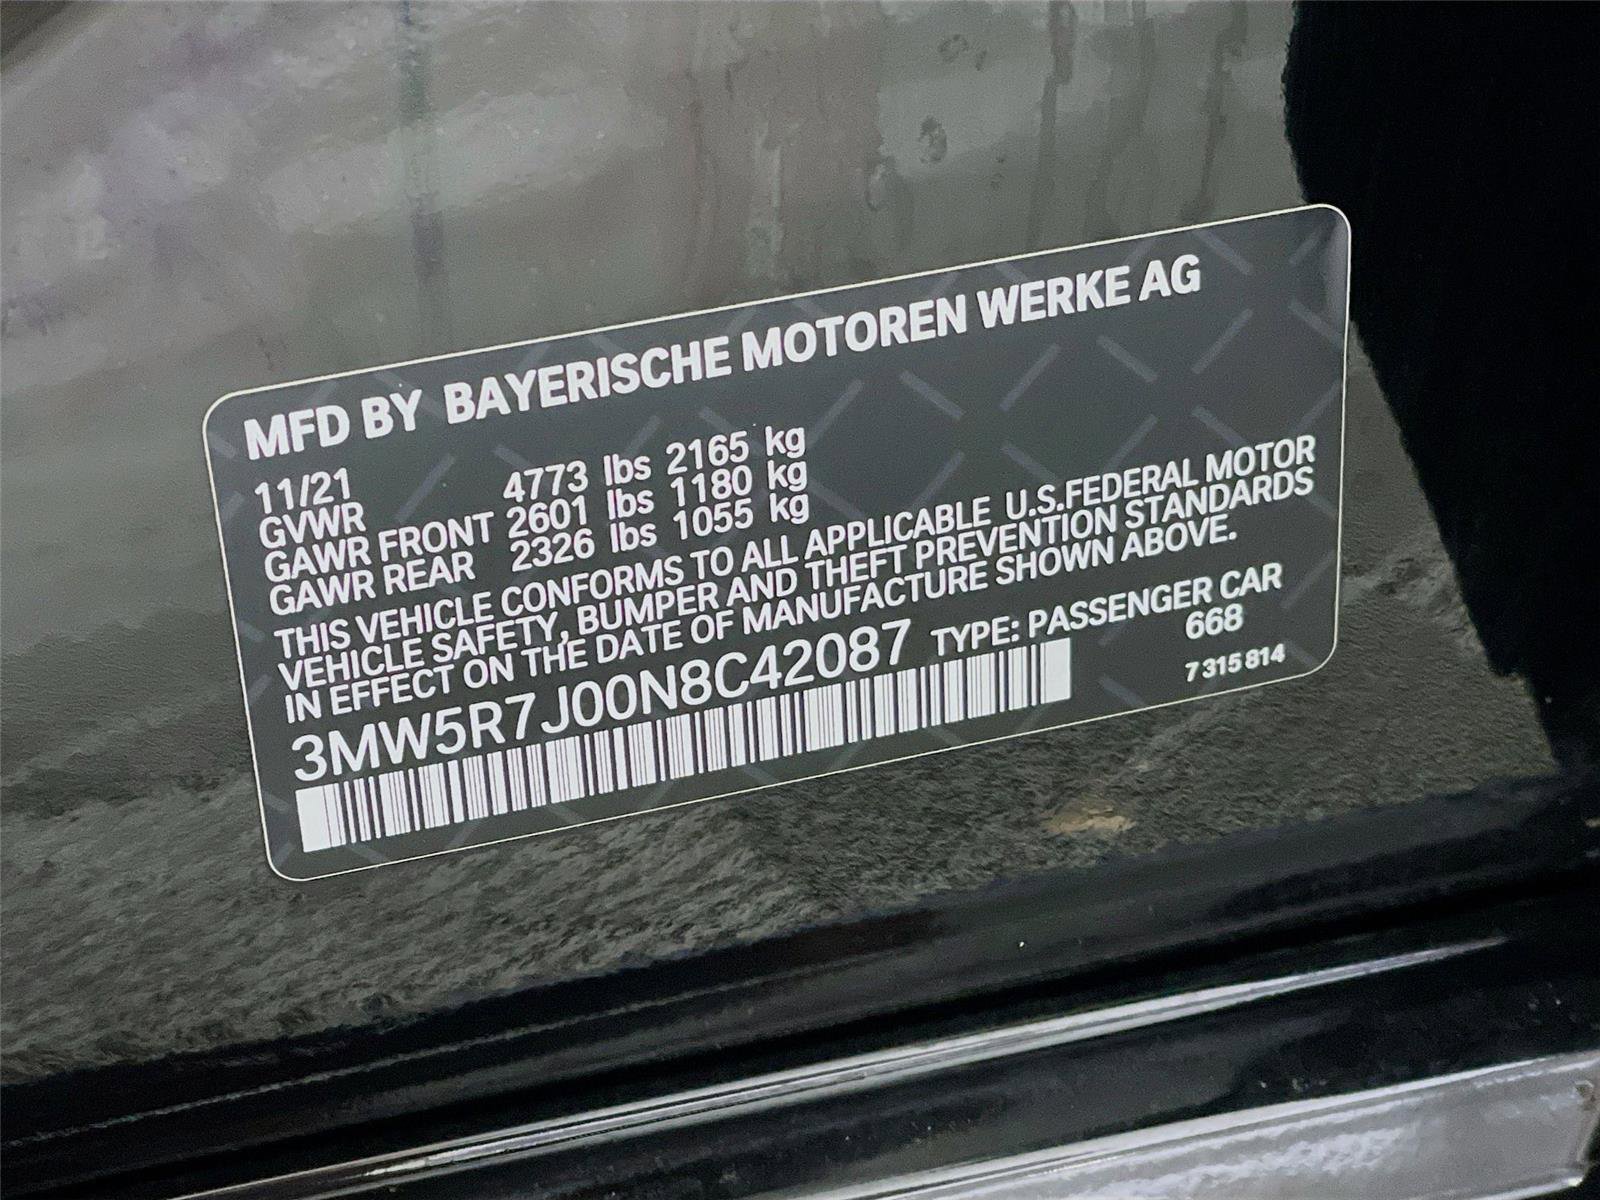 MFD BY BAYERISCHE MOTOREN WERKE AG
11/21
GVWR 4773 lbs 2165 kg
GAWR FRONT 2601 lbs 1180 kg
GAWR REAR 2326 lbs 1055 kg
THIS VEHICLE CONFORMS TO ALL APPLICABLE U.S.FEDERAL MOTOR
VEHICLE SAFETY, BUMPER AND THEFT PREVENTION STANDARDS
IN EFFECT ON THE DATE OF MANUFACTURE SHOWN ABOVE.
3MW5R7J00N8C42087 TYPE: PASSENGER CAR
668
7 315 814